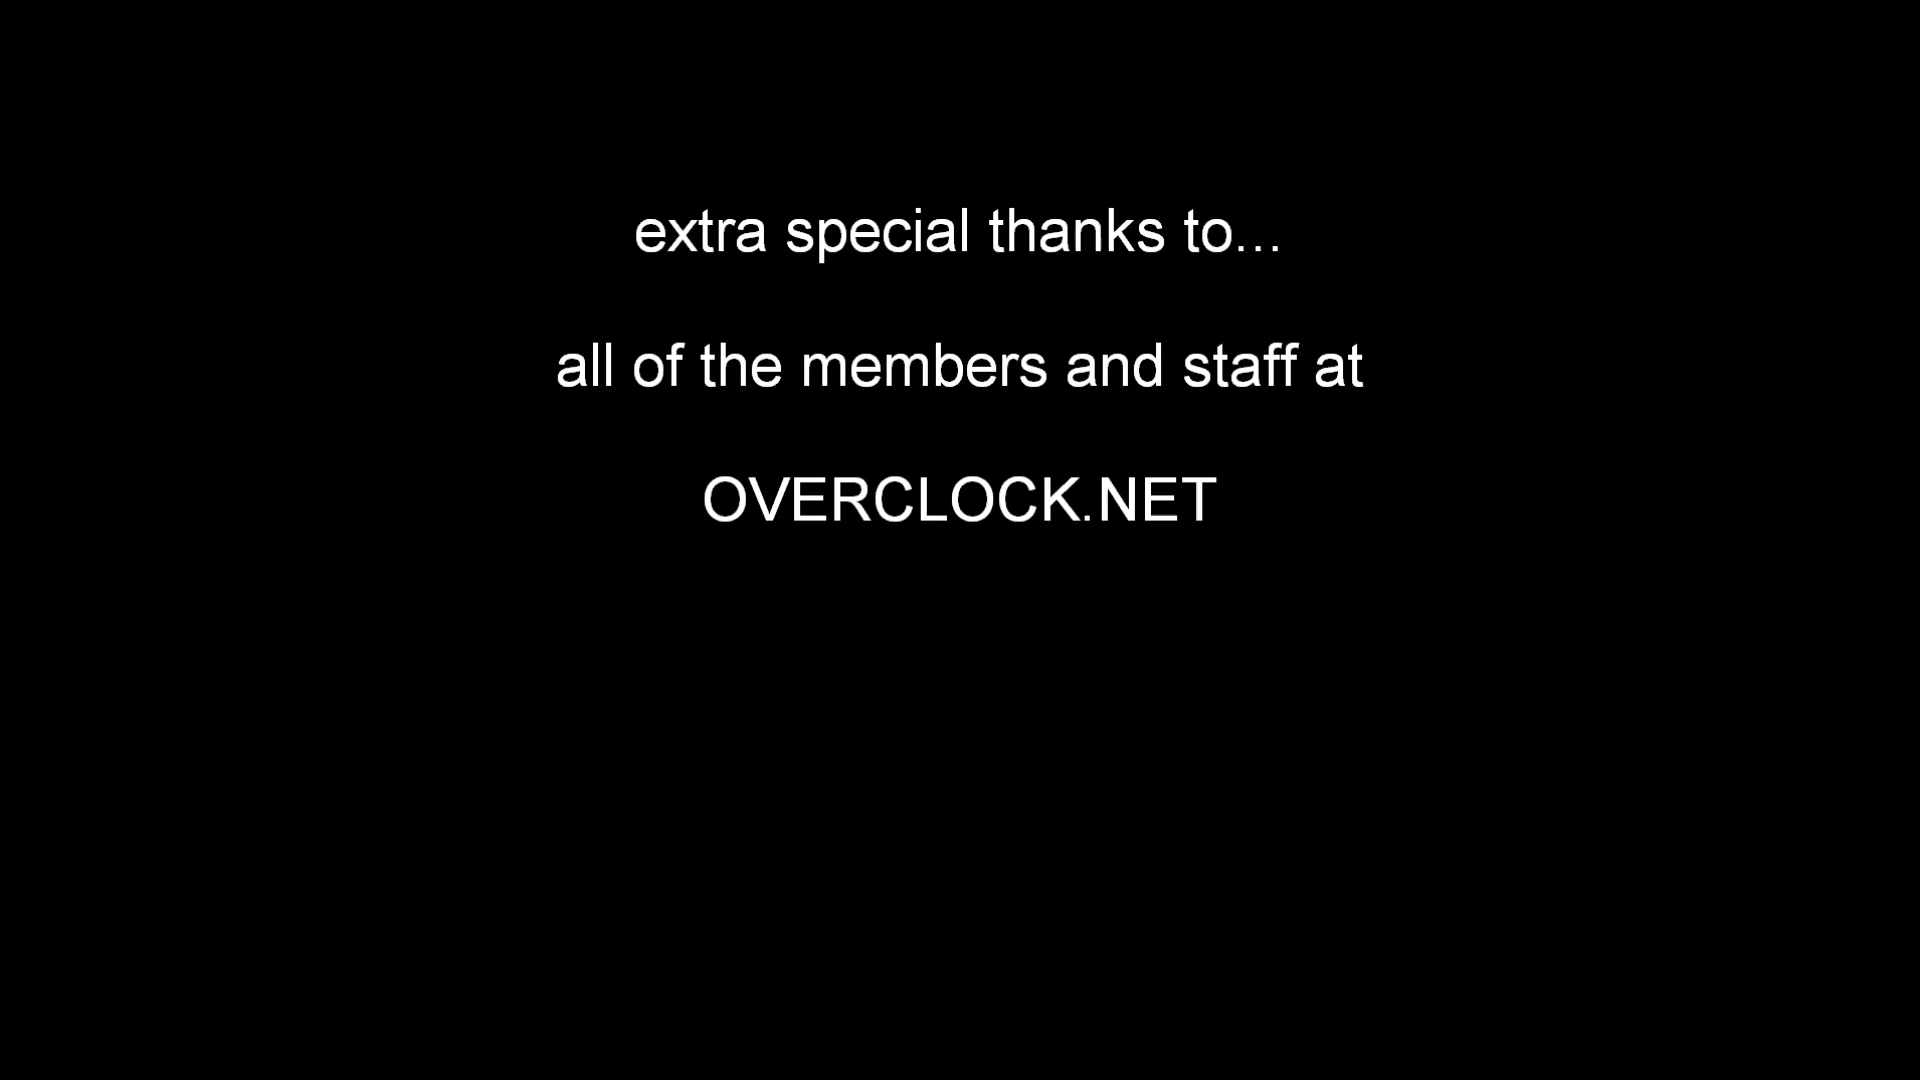 extra special thanks to...
all of the members and staff at
OVERCLOCK.NET